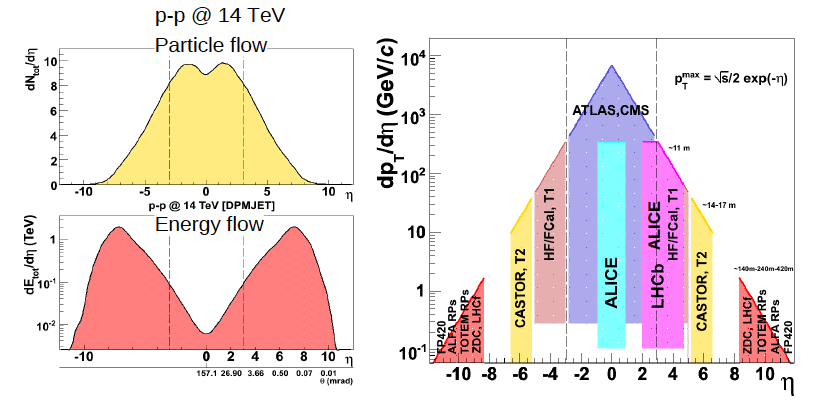 p-p @ 14 TeV
Particle flow
dN_tot/dη
10
8
6
4
2
0
-10 -5 0 5 10 η
p-p @ 14 TeV [DPMJET]
Energy flow
dE_tot/dη (TeV)
1
10^-1
10^-2
-10 0 2 4 6 8 10 η
157.1 26.90 3.66 0.50 0.07 0.01
θ (mrad)
dp_T/dη (GeV/c)
10^4
10^3
10^2
10
1
10^-1
p_T^max = √s/2 exp(-η)
ATLAS,CMS
~11 m
~14-17 m
~140m-240m-420m
FP420
ALFA RPs
TOTEM RPs
ZDC, LHCf
CASTOR, T2
HF/FCal, T1
ALICE
LHCb
ALICE
HF/FCal, T1
CASTOR, T2
ZDC, LHCf
TOTEM RPs
ALFA RPs
FP420
-10 -8 -6 -4 -2 0 2 4 6 8 10
η